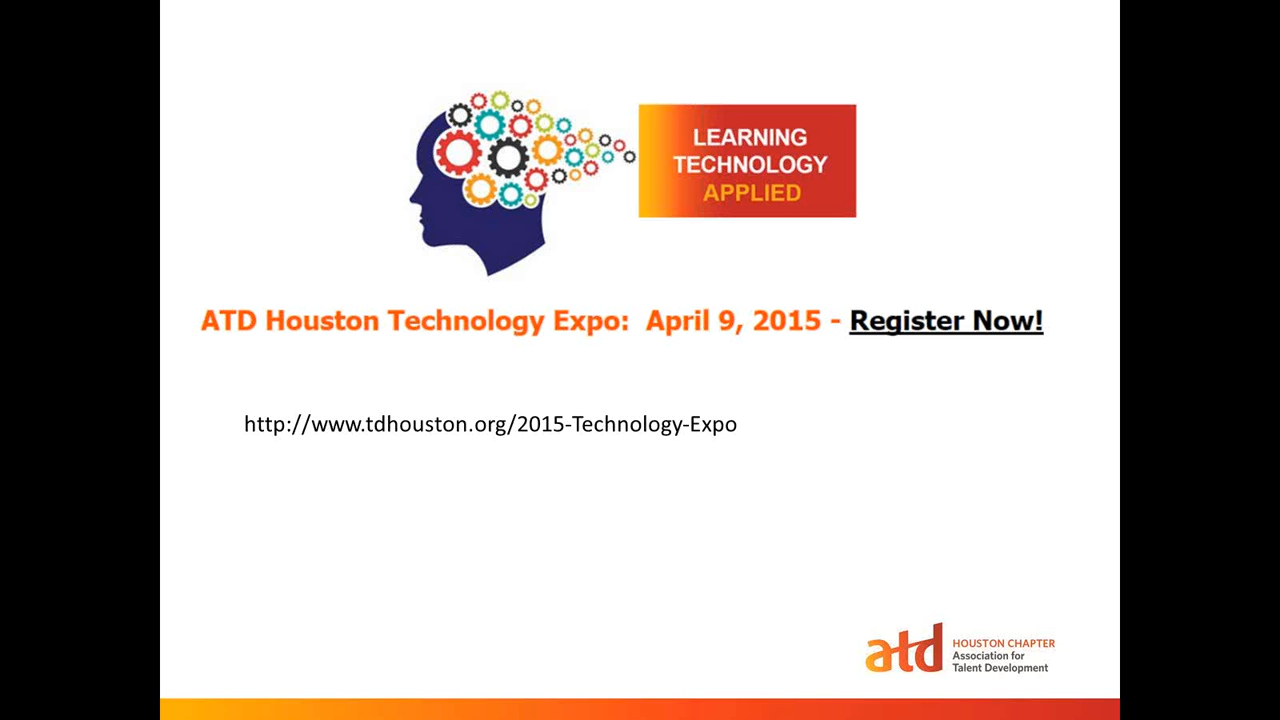 LEARNING
TECHNOLOGY
APPLIED
ATD Houston Technology Expo:  April 9, 2015 - Register Now!
http://www.tdhouston.org/2015-Technology-Expo
atd
HOUSTON CHAPTER
Association for
Talent Development